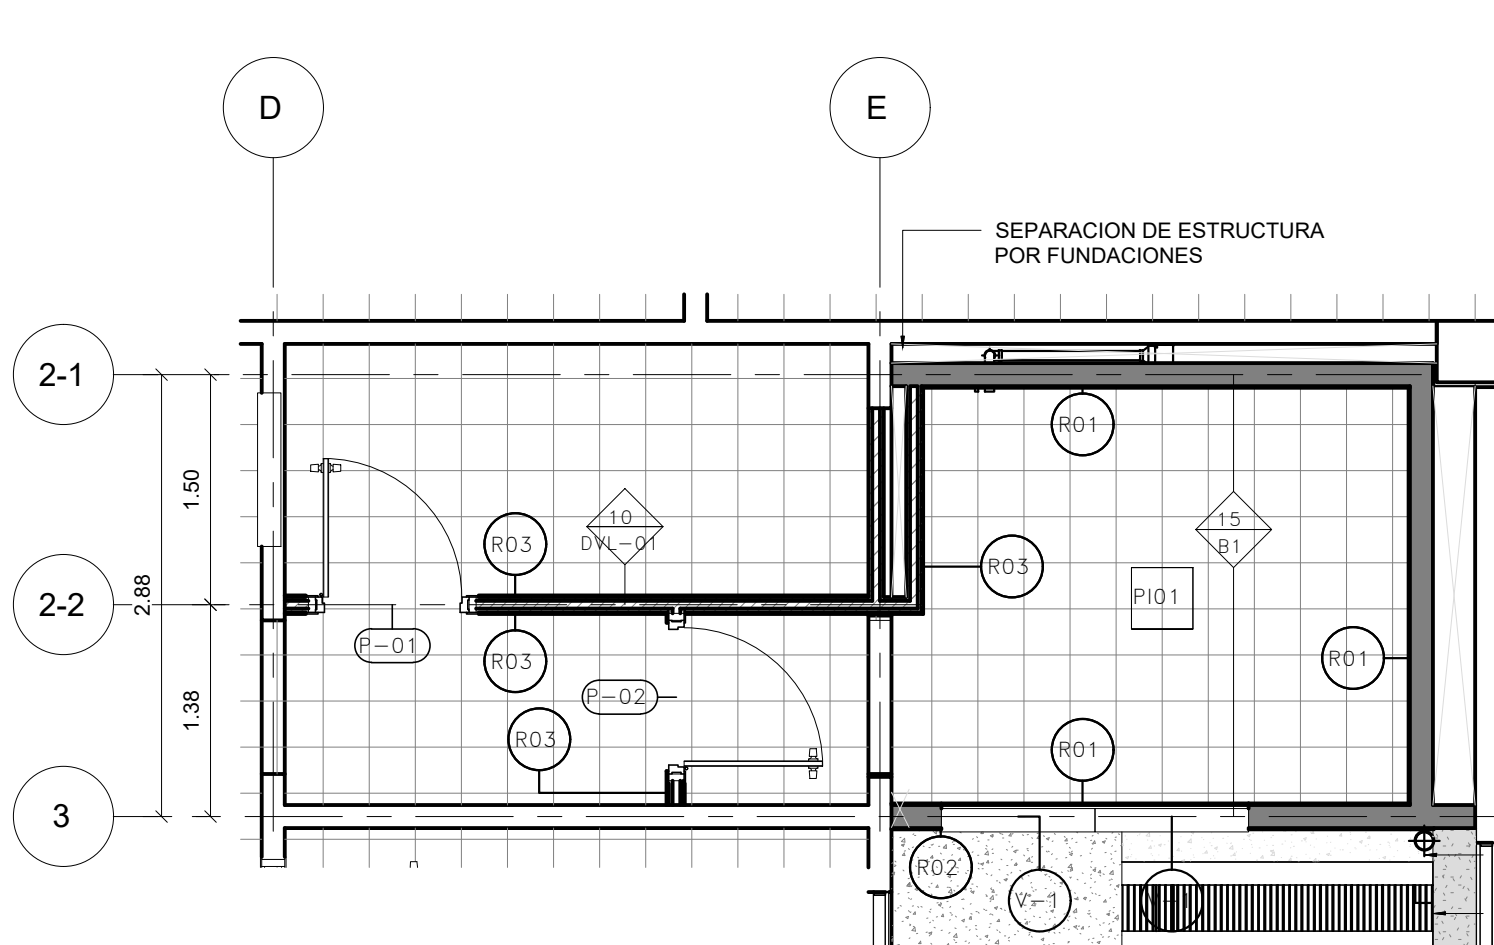 D
E
SEPARACION DE ESTRUCTURA
POR FUNDACIONES
2-1
R01
1.50
10
DVL-01
15
B1
R03
R03
2.88
2-2
PI01
P-01
R03
R01
P-02
1.38
R03
R01
3
R02
V-1